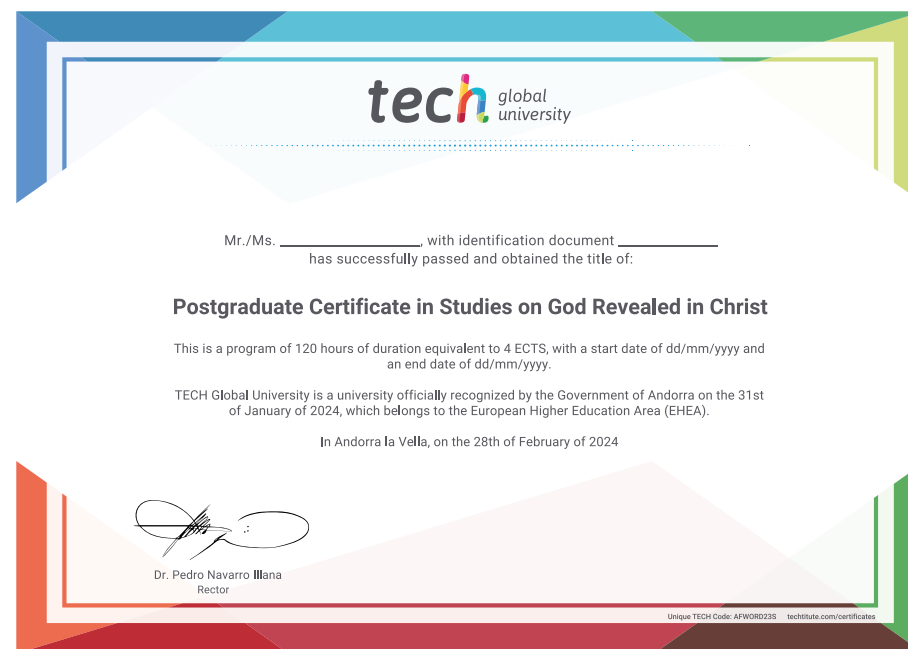 tech global
university
Mr./Ms. ____________, with identification document ____________
has successfully passed and obtained the title of:
Postgraduate Certificate in Studies on God Revealed in Christ
This is a program of 120 hours of duration equivalent to 4 ECTS, with a start date of dd/mm/yyyy and
an end date of dd/mm/yyyy.
TECH Global University is a university officially recognized by the Government of Andorra on the 31st
of January of 2024, which belongs to the European Higher Education Area (EHEA).
In Andorra la Vella, on the 28th of February of 2024
Dr. Pedro Navarro Illana
Rector
Unique TECH Code: AFWORD23S techtitute.com/certificates